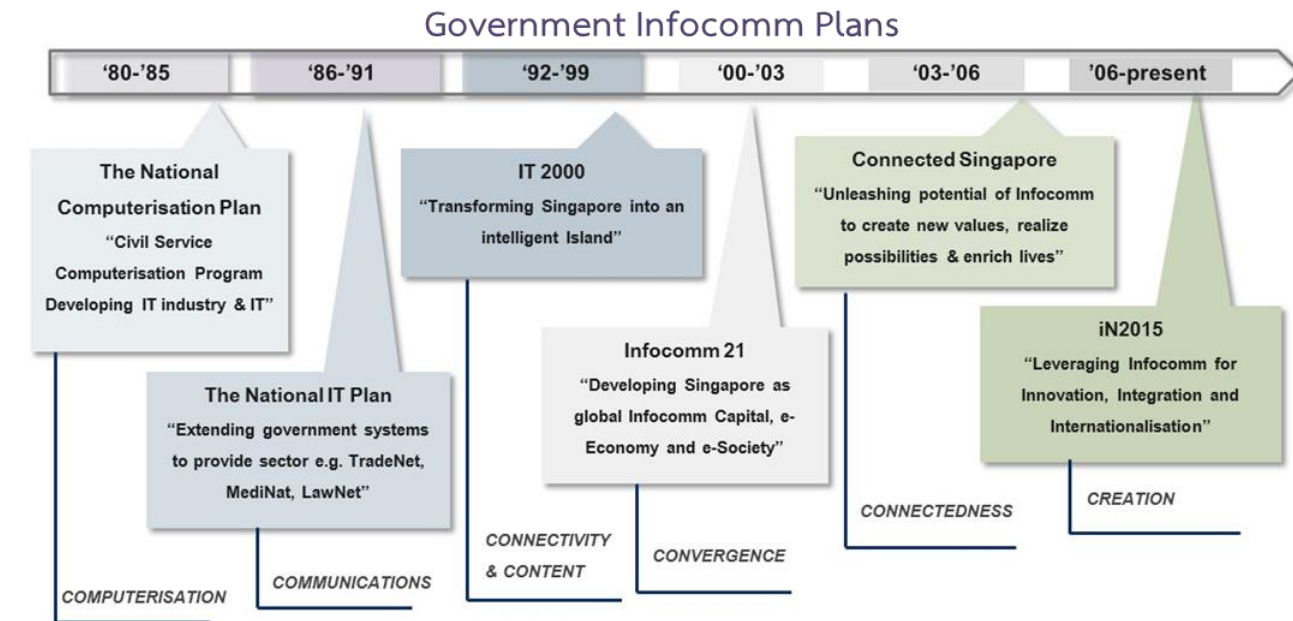 Government Infocomm Plans
‘80-‘85
‘86-‘91
‘92-‘99
‘00-‘03
‘03-‘06
’06-present
The National
Computerisation Plan
“Civil Service
Computerisation Program
Developing IT industry & IT”
The National IT Plan
“Extending government systems
to provide sector e.g. TradeNet,
MediNat, LawNet”
IT 2000
“Transforming Singapore into an
intelligent Island”
Infocomm 21
“Developing Singapore as
global Infocomm Capital, e-
Economy and e-Society”
Connected Singapore
“Unleashing potential of Infocomm
to create new values, realize
possibilities & enrich lives”
iN2015
“Leveraging Infocomm for
Innovation, Integration and
Internationalisation”
COMPUTERISATION
COMMUNICATIONS
CONNECTIVITY
& CONTENT
CONVERGENCE
CONNECTEDNESS
CREATION